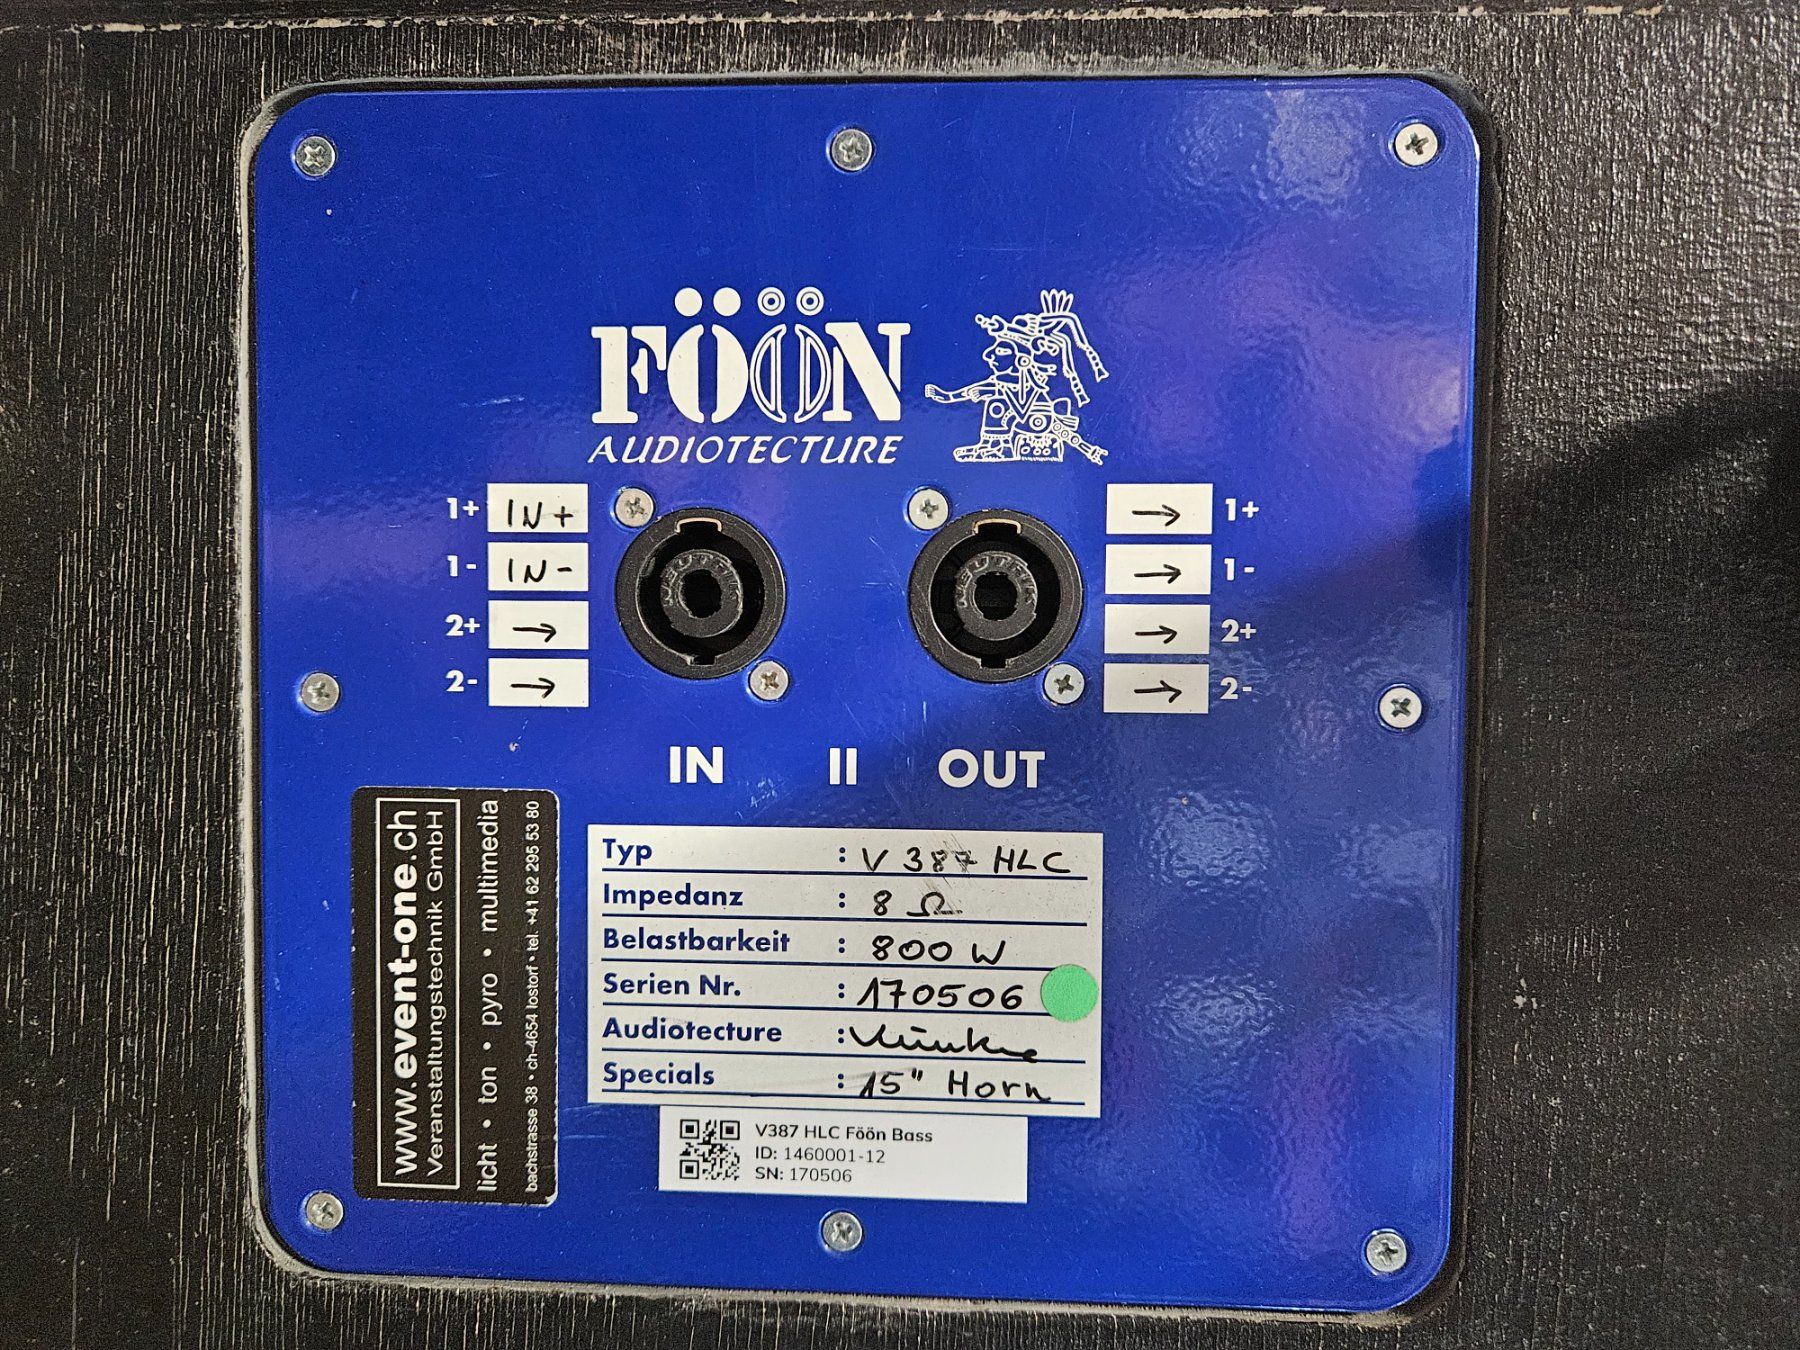 FÖÖN
AUDIOTECTURE
1+ IN+
1- IN-
2+ →
2- →
NEUTRIK
NEUTRIK
→ 1+
→ 1-
→ 2+
→ 2-
IN II OUT
www.event-one.ch
Veranstaltungstechnik GmbH
licht • ton • pyro • multimedia
bachstrasse 38 • ch-4654 lostorf • tel. +41 62 295 53 80
Typ : V 387 HLC
Impedanz : 8 Ω
Belastbarkeit : 800 W
Serien Nr. : 170506
Audiotecture :
Specials : 15" Horn
V387 HLC Föön Bass
ID: 1460001-12
SN: 170506